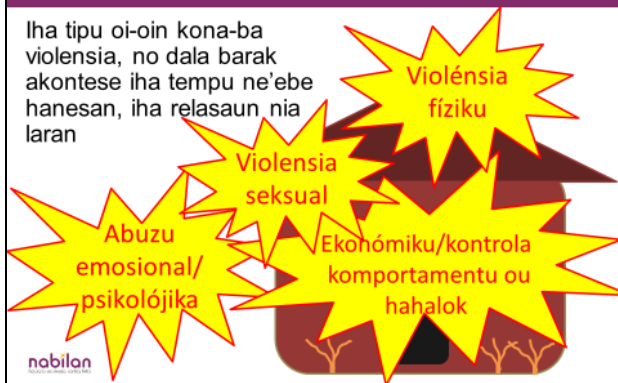 Iha tipu oi-oin kona-ba
violensia, no dala barak
akontese iha tempu ne'ebe
hanesan, iha relasaun nia
laran
Violénsia
fíziku
Violensia
seksual
Abuzu
emosional/
psikolójika
Ekonómiku/kontrola
komportamentu ou
hahalok
nabilan